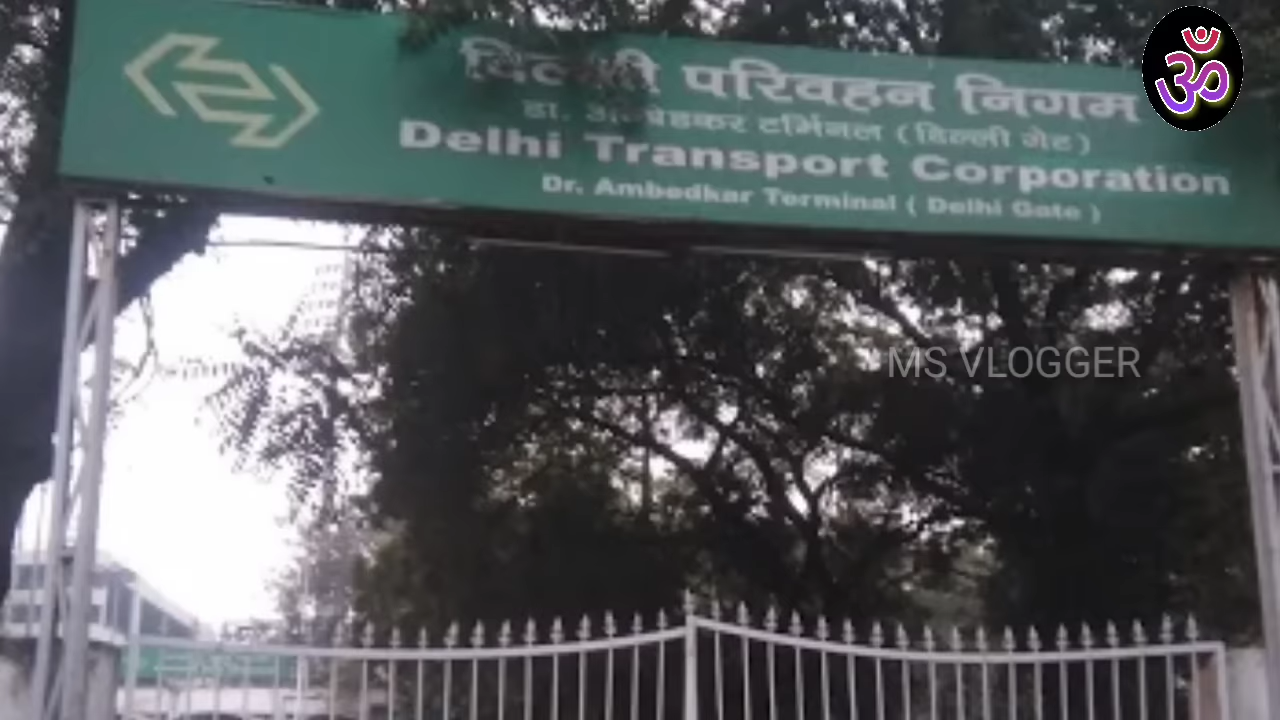 दिल्ली परिवहन निगम
डा. अम्बेडकर टर्मिनल (दिल्ली गेट)
Delhi Transport Corporation
Dr. Ambedkar Terminal ( Delhi Gate )
ॐ
MS VLOGGER